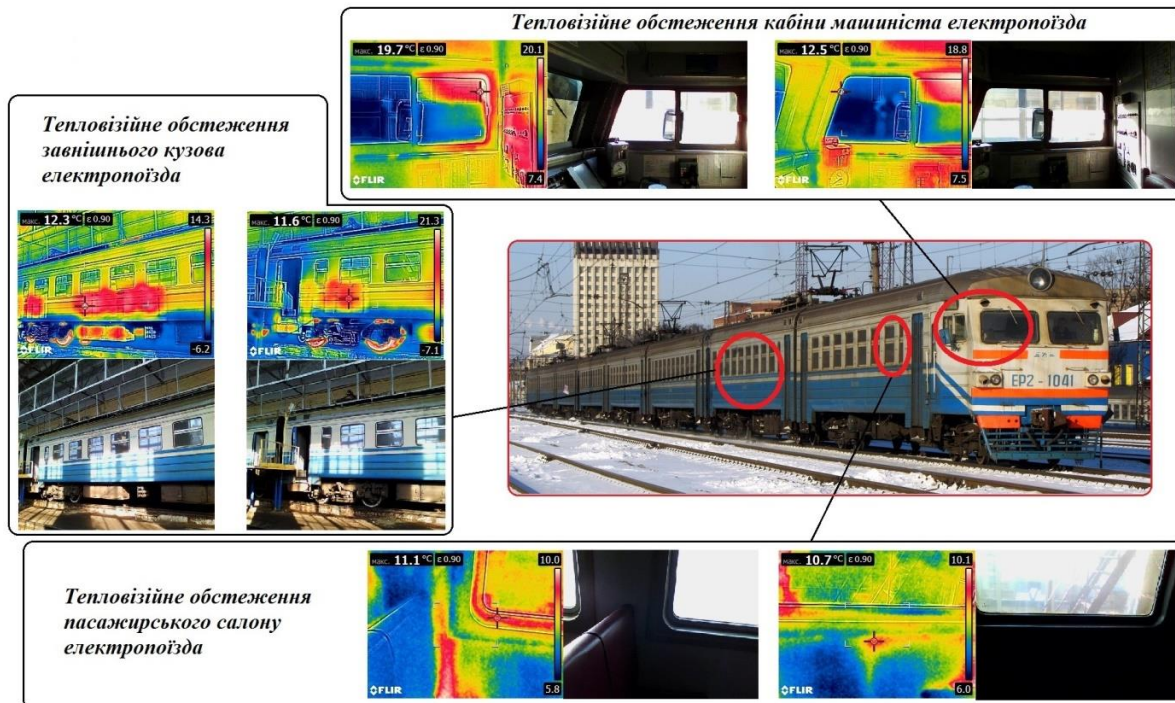 Тепловізійне обстеження кабіни машиніста електропоїзда
макс. 19.7 °C ε 0.90
20.1
7.4
FLIR
макс. 12.5 °C ε 0.90
18.8
7.5
FLIR
Тепловізійне обстеження
завнішнього кузова
електропоїзда
макс. 12.3 °C ε 0.90
14.3
-6.2
FLIR
макс. 11.6 °C ε 0.90
21.3
-7.1
FLIR
ЕР2-1041
Тепловізійне обстеження
пасажирського салону
електропоїзда
макс. 11.1 °C ε 0.90
10.0
5.8
FLIR
макс. 10.7 °C ε 0.90
10.1
6.0
FLIR